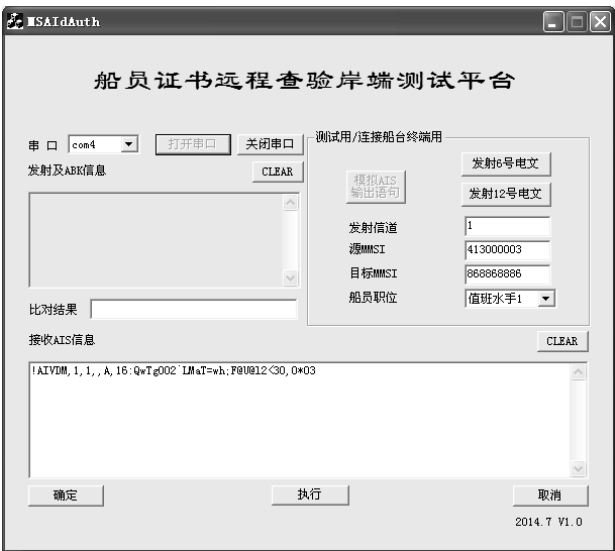 MSAIdAuth
船员证书远程查验岸端测试平台
串 口 com4 打开串口 关闭串口
发射及ABK信息 CLEAR
比对结果
测试用/连接船台终端用
模拟AIS
输出语句
发射6号电文
发射12号电文
发射信道 1
源MMSI 413000003
目标MMSI 868868886
船员职位 值班水手1
接收AIS信息 CLEAR
!AIVDM,1,1,,A,16:QwTg002`LMaT=wh;F@U@l2<30,0*03
确定 执行 取消
2014.7 V1.0